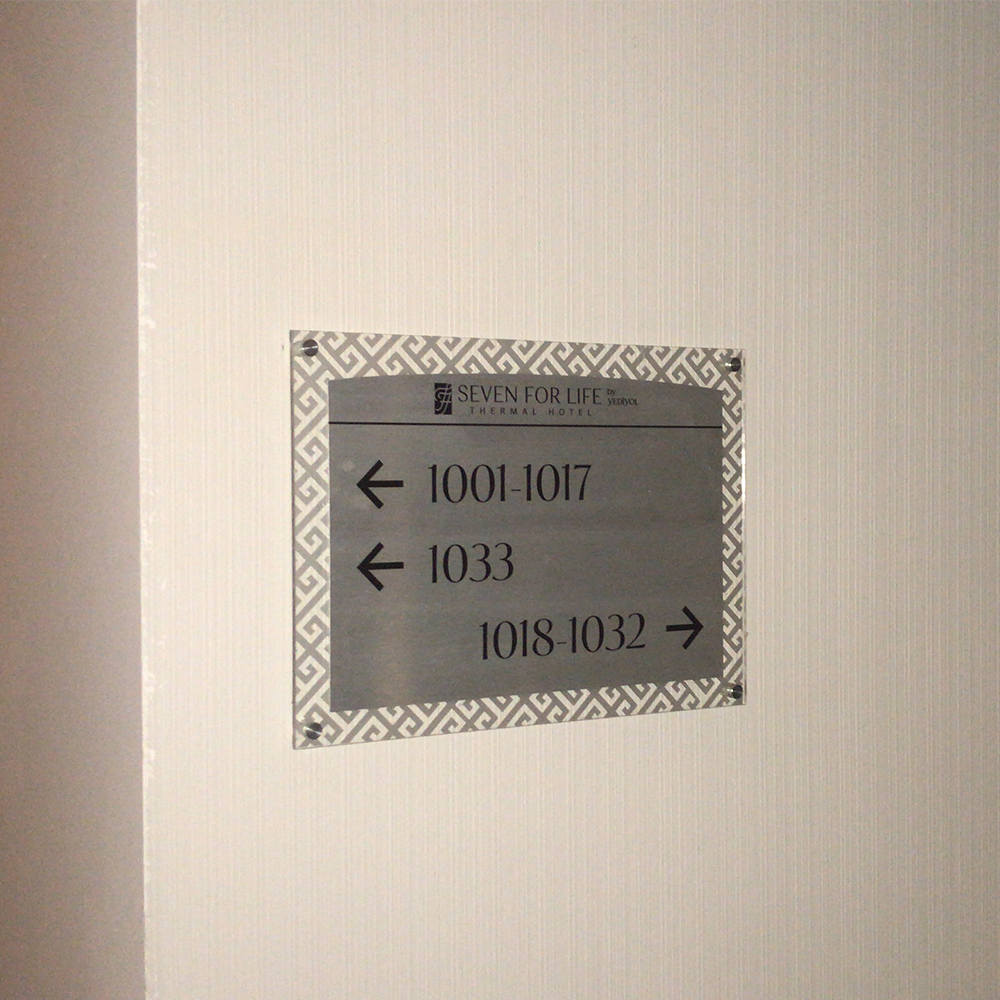 SEVEN FOR LIFE by YEDİYOL
THERMAL HOTEL
← 1001-1017
← 1033
1018-1032 →